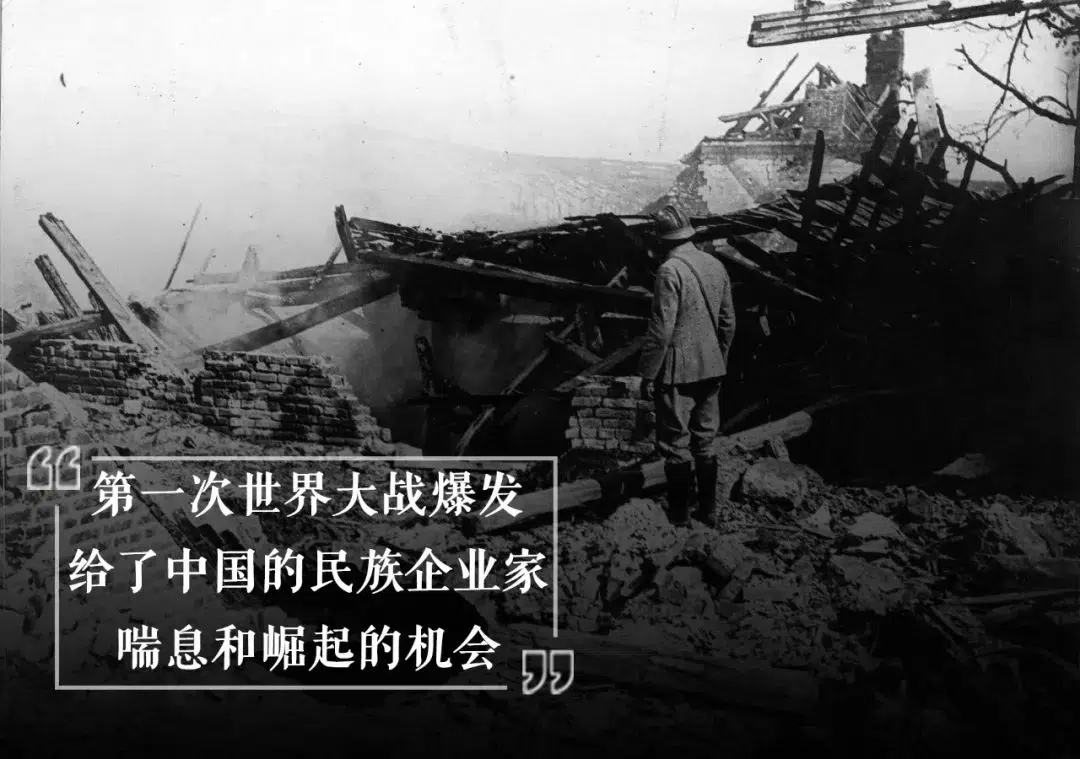 第一次世界大战爆发
给了中国的民族企业家
喘息和崛起的机会